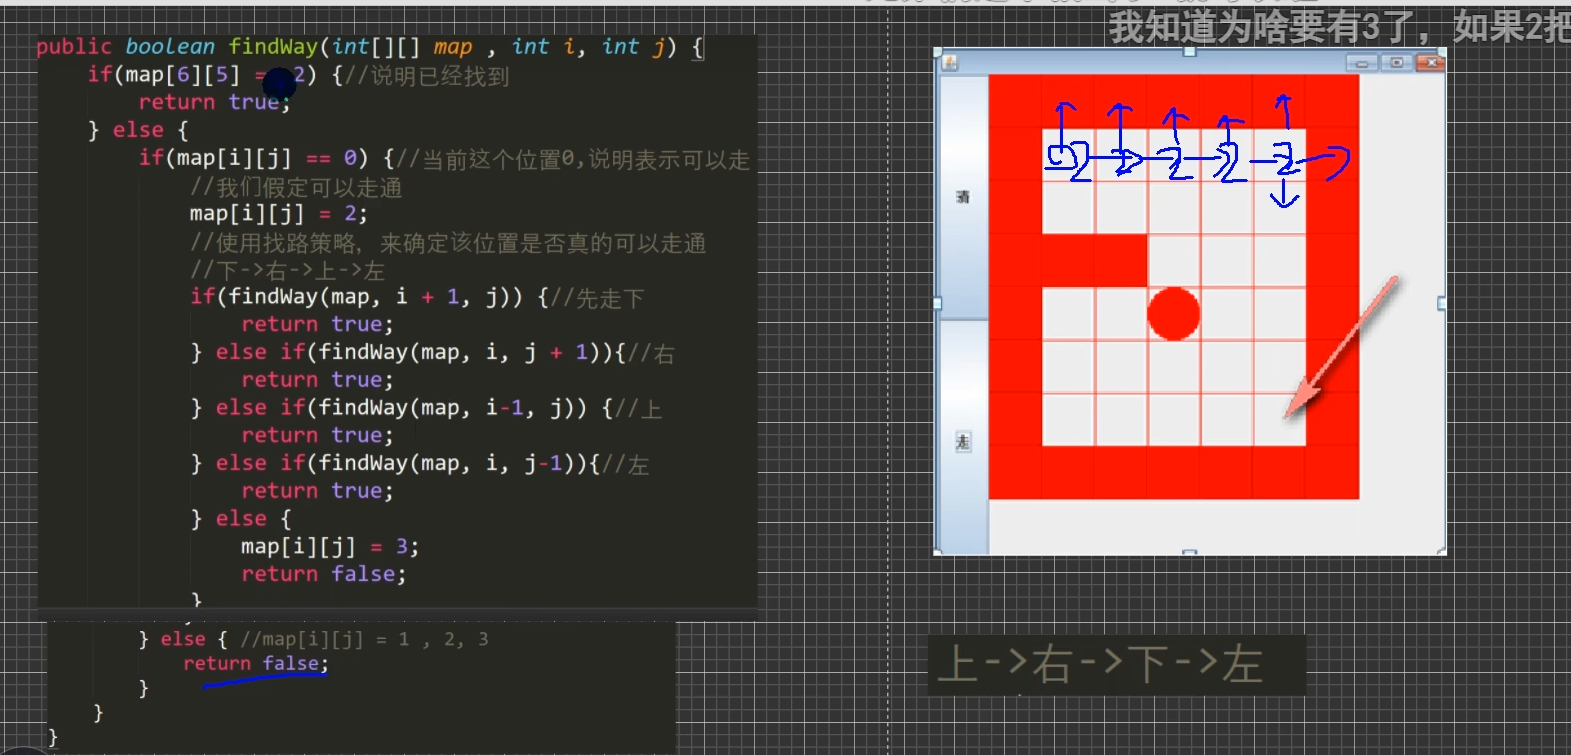 我知道为啥要有3了，如果2把
public boolean findWay(int[][] map , int i, int j) {
if(map[6][5] = 2) {//说明已经找到
return true;
} else {
if(map[i][j] == 0) {//当前这个位置0,说明表示可以走
//我们假定可以走通
map[i][j] = 2;
//使用找路策略，来确定该位置是否真的可以走通
//下->右->上->左
if(findWay(map, i + 1, j)) {//先走下
return true;
} else if(findWay(map, i, j + 1)){//右
return true;
} else if(findWay(map, i-1, j)) {//上
return true;
} else if(findWay(map, i, j-1)){//左
return true;
} else {
map[i][j] = 3;
return false;
}
} else { //map[i][j] = 1 , 2, 3
return false;
}
}
}
2 2 2 2 2
走
上->右->下->左